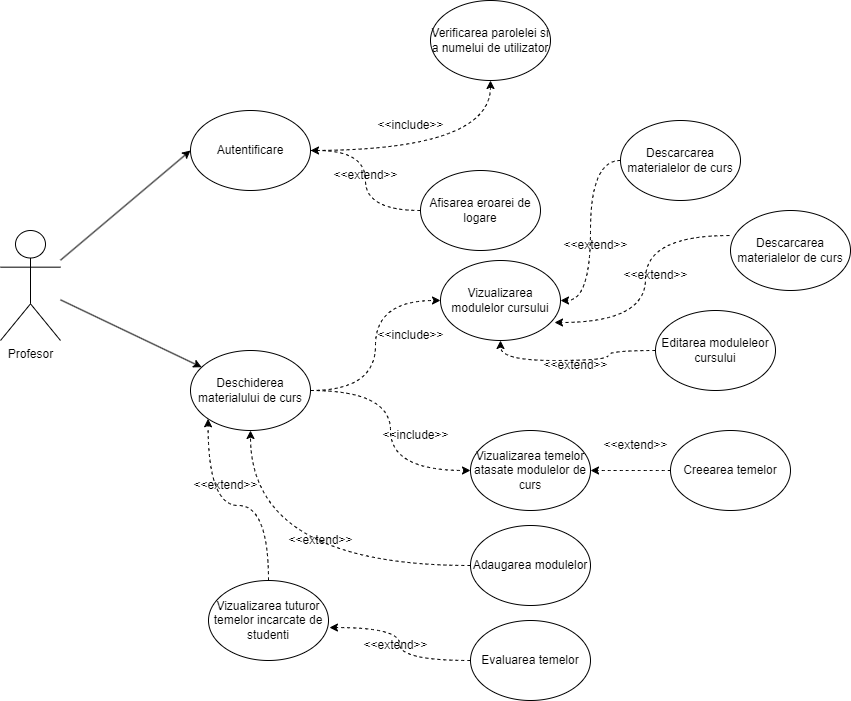 Verificarea parolelei si
a numelui de utilizator
<<include>>
Autentificare
<<extend>>
Descarcarea
materialelor de curs
Afisarea eroarei de
logare
<<extend>>
Descarcarea
materialelor de curs
<<extend>>
Vizualizarea
modulelor cursului
Profesor
<<include>>
Editarea moduleleor
cursului
<<extend>>
Deschiderea
materialului de curs
<<include>>
<<extend>>
Vizualizarea temelor
atasate modulelor de
curs
Creearea temelor
<<extend>>
<<extend>>
Adaugarea modulelor
Vizualizarea tuturor
temelor incarcate de
studenti
<<extend>>
Evaluarea temelor